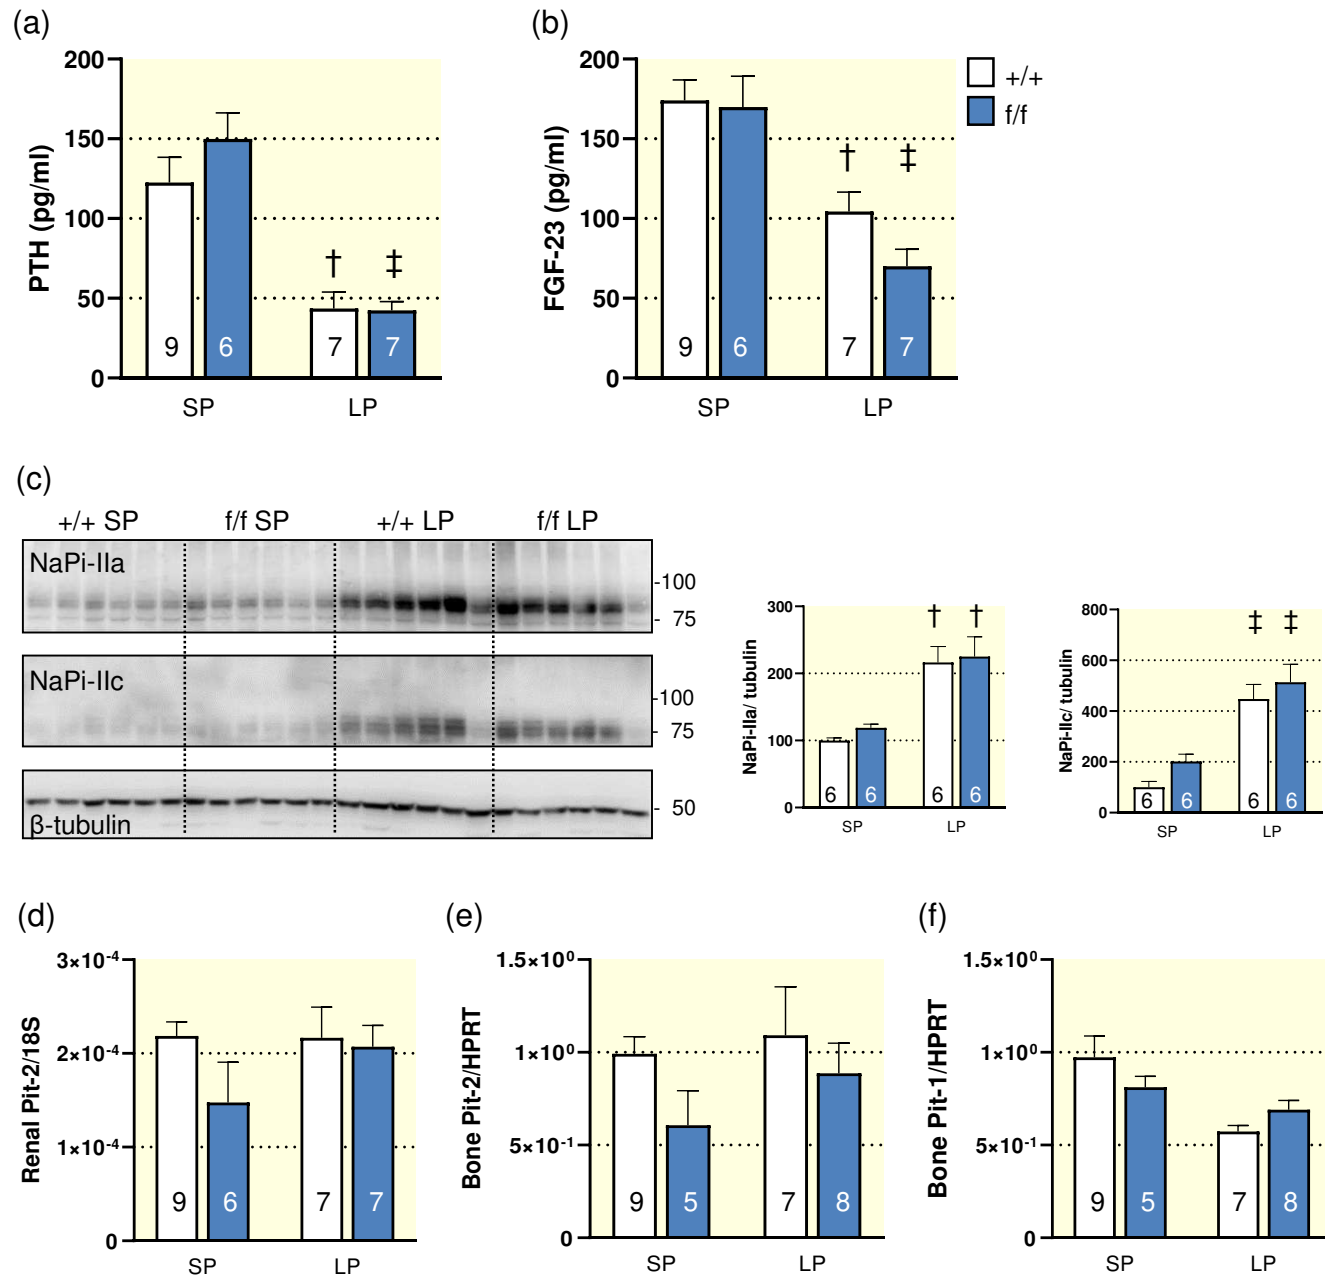 (a)
(b)
200
150
100
50
0
PTH (pg/ml)
9
6
†
7
‡
7
SP
LP
200
150
100
50
0
FGF-23 (pg/ml)
9
6
†
7
‡
7
SP
LP
+/+
f/f
(c)
+/+ SP
f/f SP
+/+ LP
f/f LP
NaPi-IIa
-100
- 75
NaPi-IIc
-100
- 75
β-tubulin
- 50
300
200
100
0
NaPi-IIa/ tubulin
† †
6 6 6 6
SP
LP
800
600
400
200
0
NaPi-IIc/ tubulin
‡ ‡
6 6 6 6
SP
LP
(d)
(e)
(f)
3×10⁻⁴
2×10⁻⁴
1×10⁻⁴
0
Renal Pit-2/18S
9 6 7 7
SP
LP
1.5×10⁰
1×10⁰
5×10⁻¹
0
Bone Pit-2/HPRT
9 5 7 8
SP
LP
1.5×10⁰
1×10⁰
5×10⁻¹
0
Bone Pit-1/HPRT
9 5 7 8
SP
LP